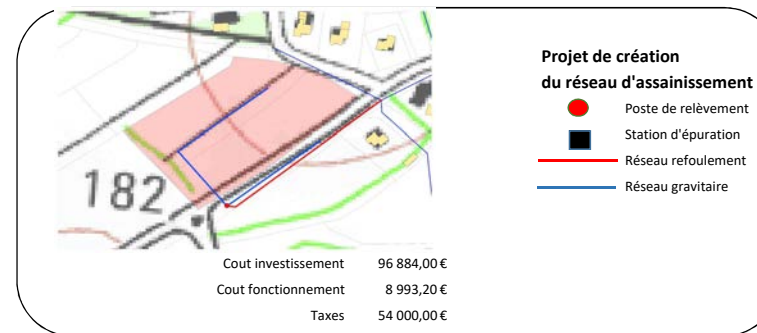 182
Projet de création
du réseau d'assainissement
Poste de relèvement
Station d'épuration
Réseau refoulement
Réseau gravitaire
Cout investissement 96 884,00 €
Cout fonctionnement 8 993,20 €
Taxes 54 000,00 €